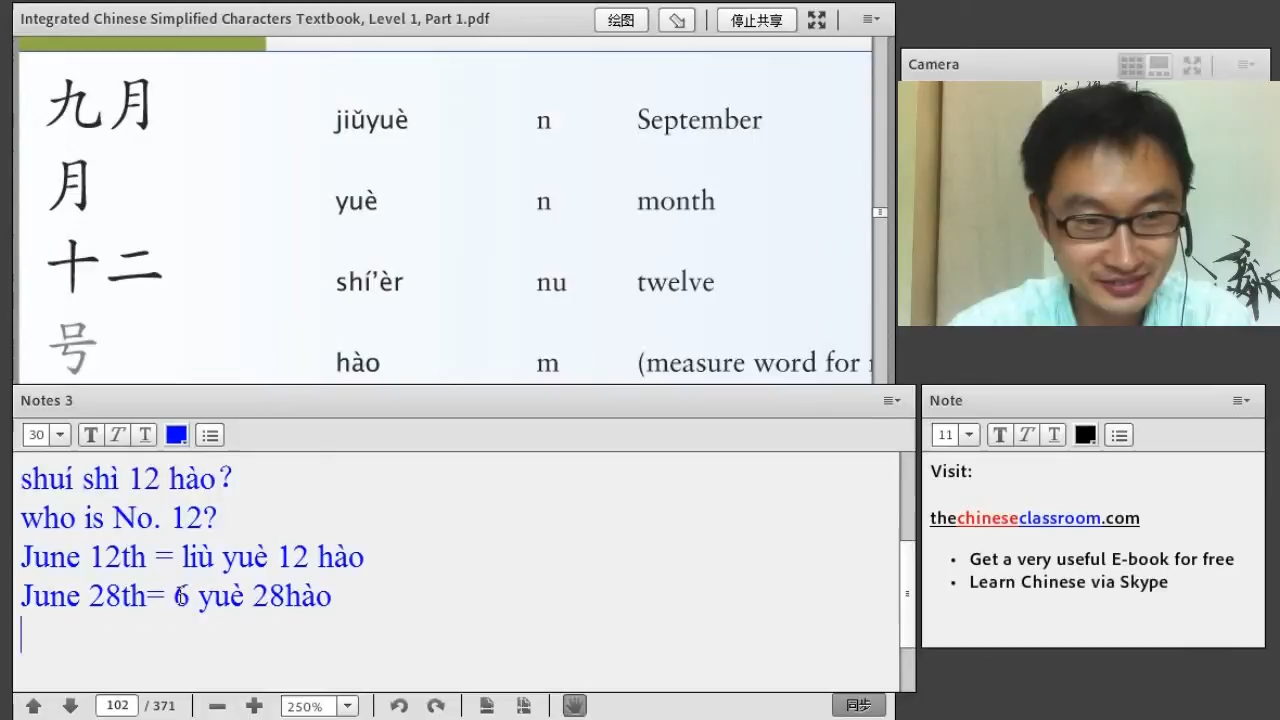 Integrated Chinese Simplified Characters Textbook, Level 1, Part 1.pdf
绘图
停止共享
九月 jiǔyuè n September
月 yuè n month
十二 shí'èr nu twelve
号 hào m (measure word for
Camera
Notes 3
30 T T T
shuí shì 12 hào?
who is No. 12?
June 12th = liù yuè 12 hào
June 28th= 6 yuè 28hào
Note
11 T T T
Visit:
thechineseclassroom.com
• Get a very useful E-book for free
• Learn Chinese via Skype
102 / 371
250%
同步